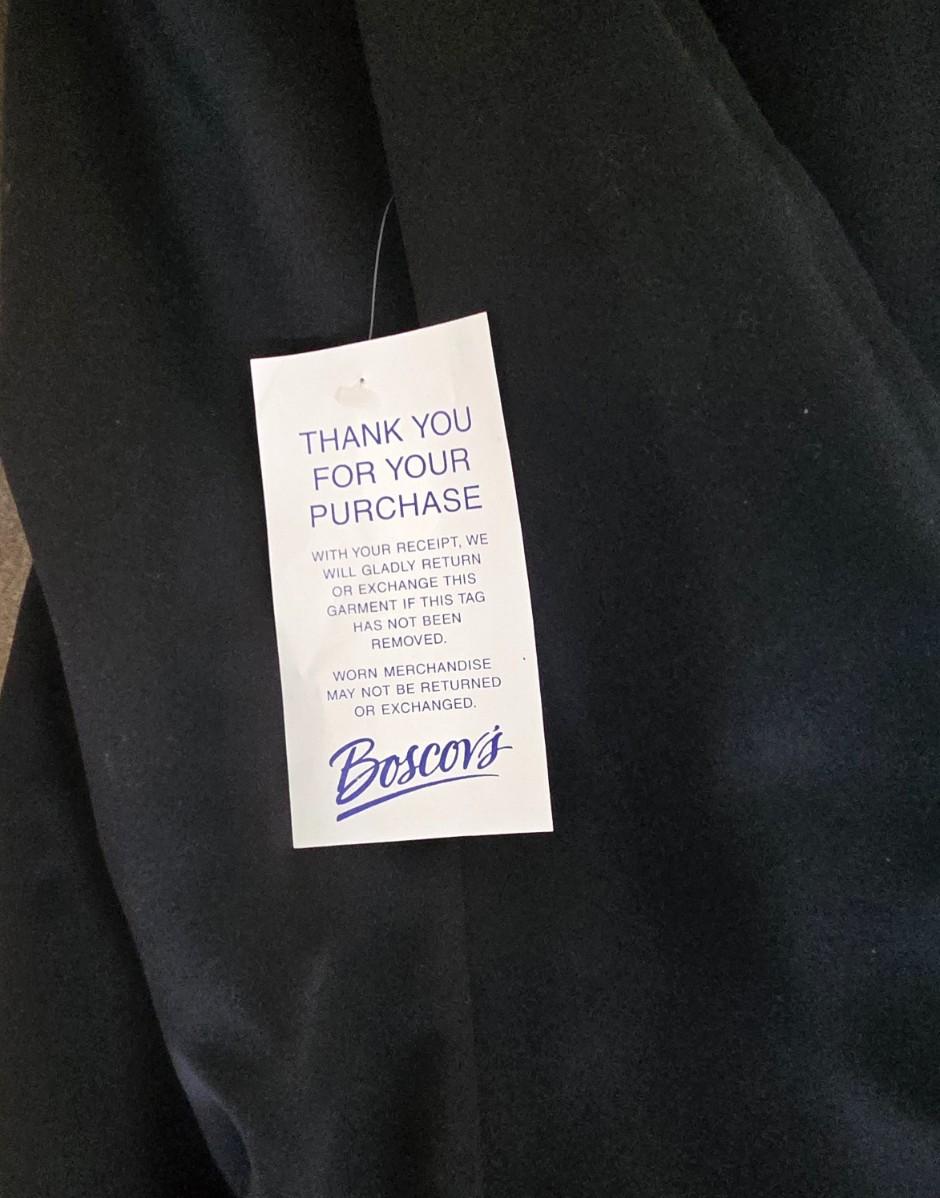 THANK YOU
FOR YOUR
PURCHASE
WITH YOUR RECEIPT, WE
WILL GLADLY RETURN
OR EXCHANGE THIS
GARMENT IF THIS TAG
HAS NOT BEEN
REMOVED.
WORN MERCHANDISE
MAY NOT BE RETURNED
OR EXCHANGED.
Boscov's